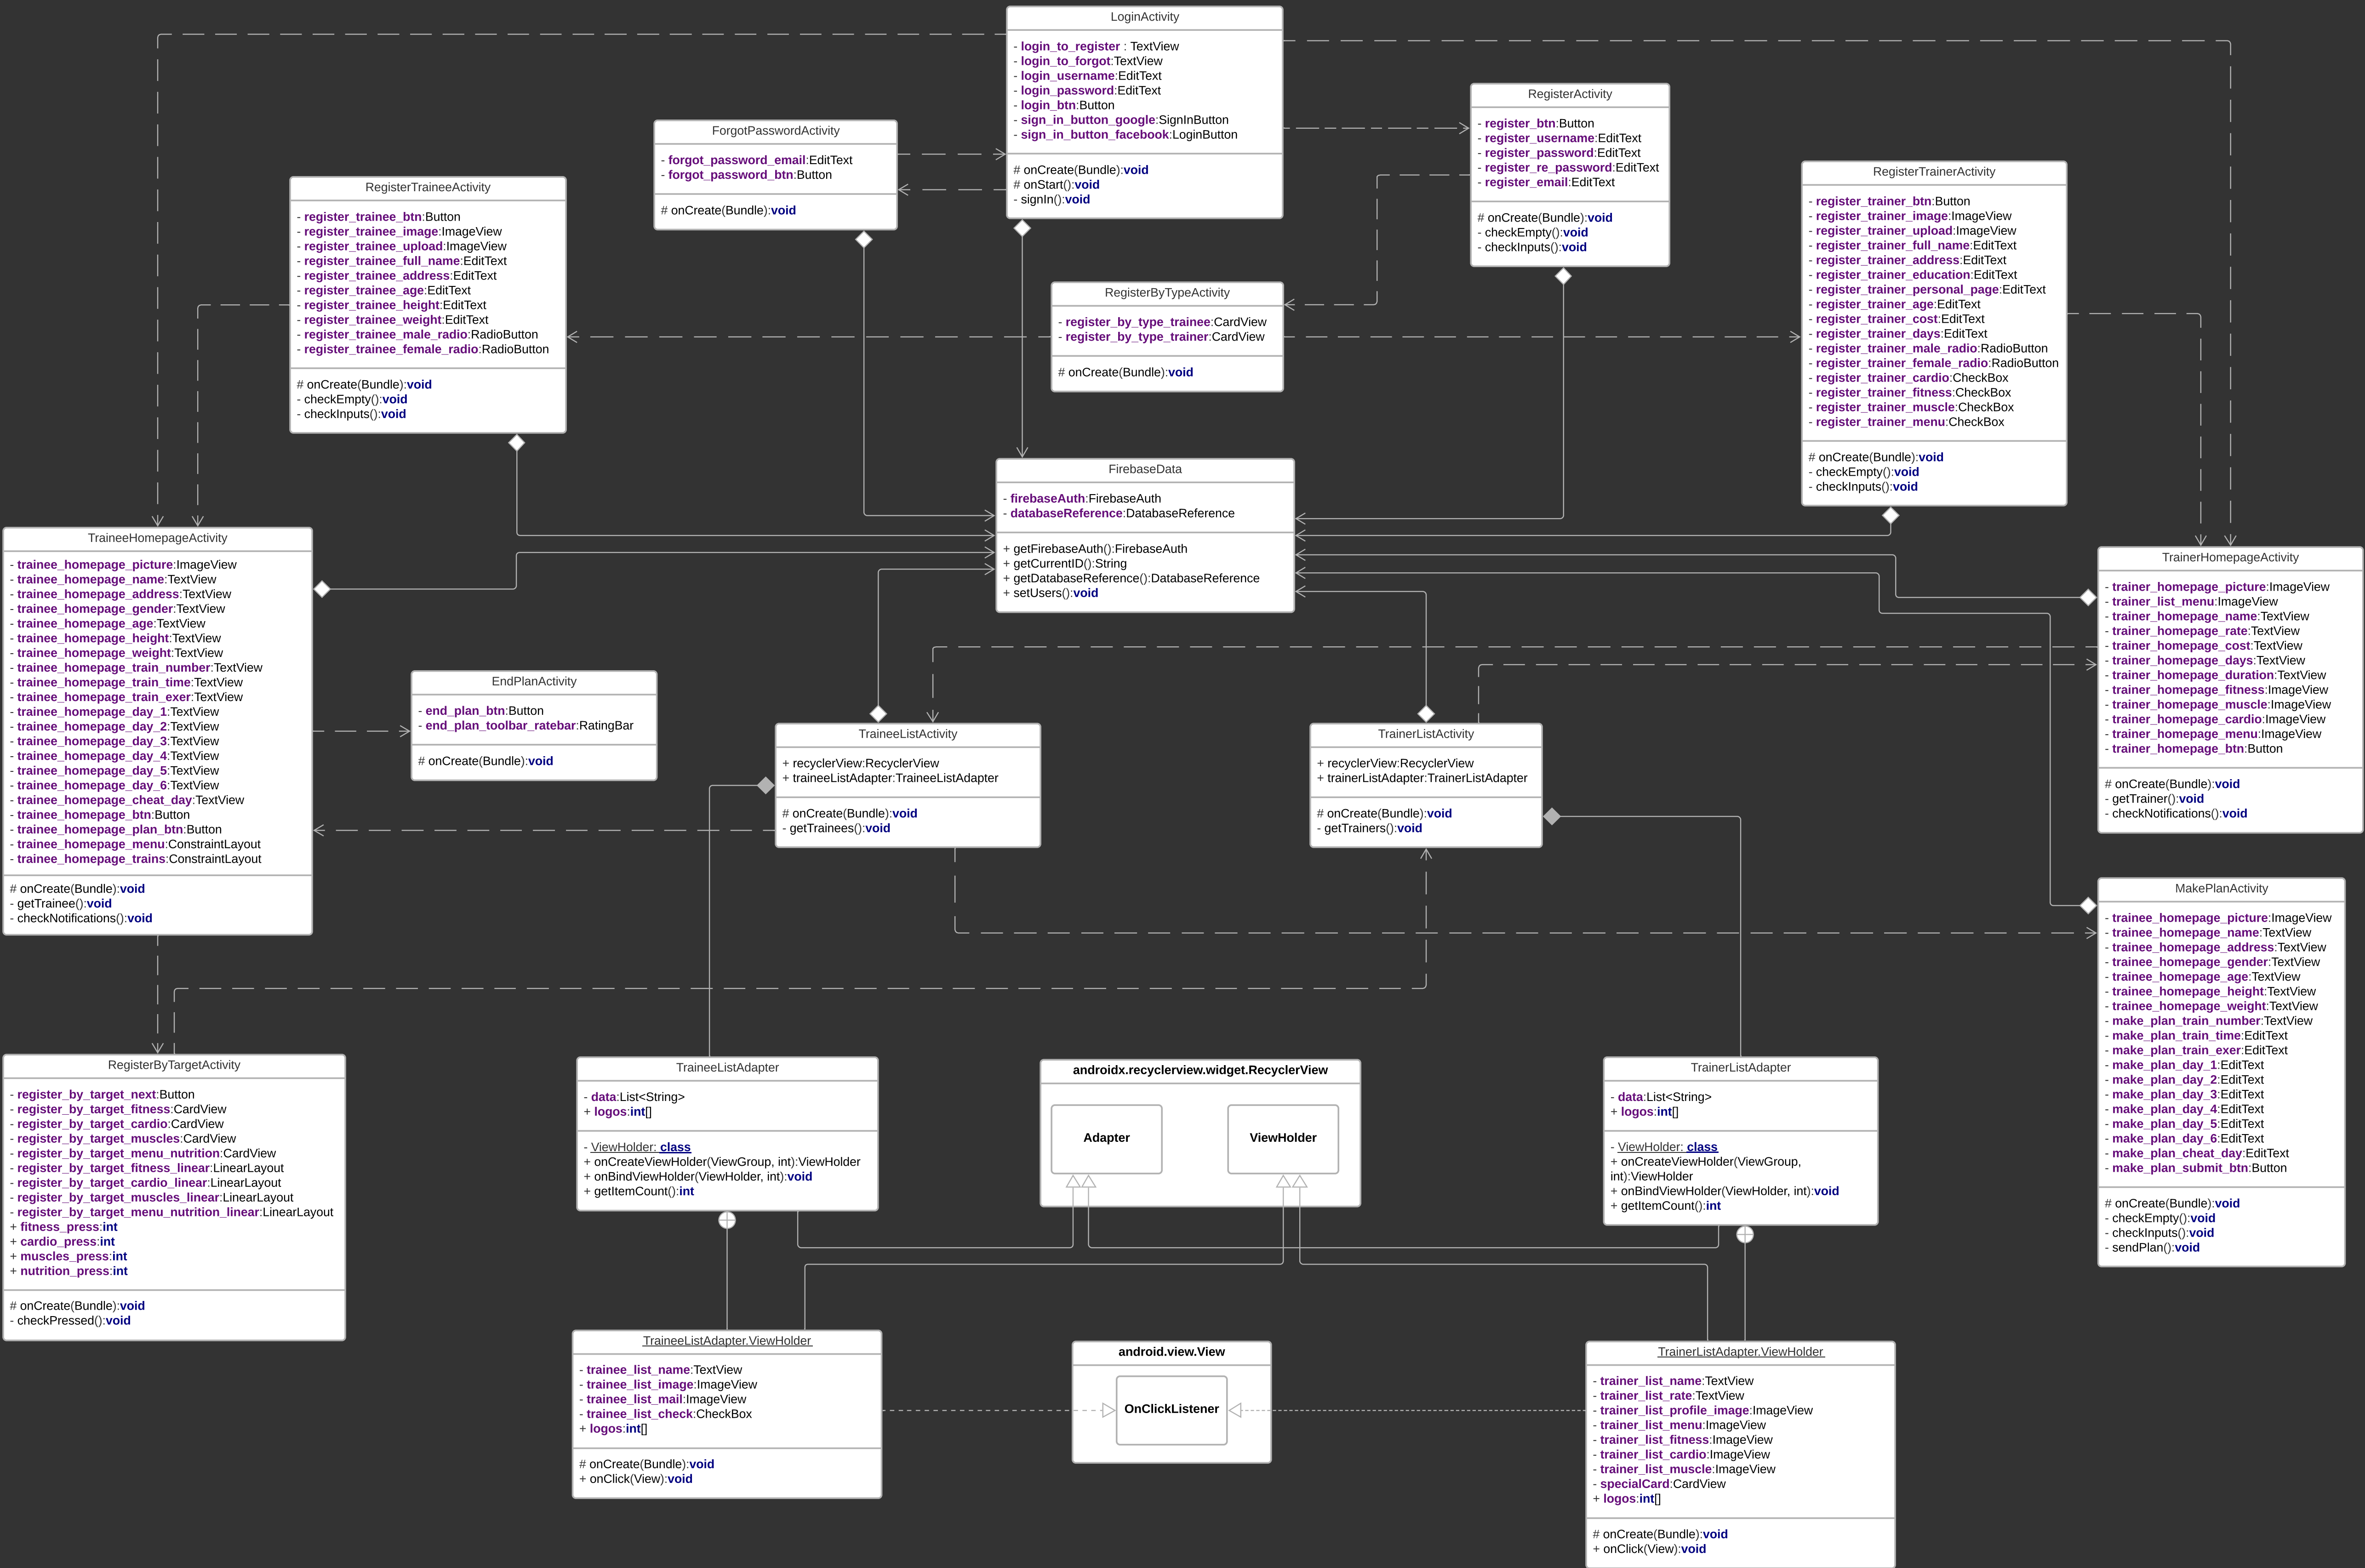 LoginActivity
- login_to_register : TextView
- login_to_forgot:TextView
- login_username:EditText
- login_password:EditText
- login_btn:Button
- sign_in_button_google:SignInButton
- sign_in_button_facebook:LoginButton
# onCreate(Bundle):void
# onStart():void
- signIn():void
RegisterActivity
- register_btn:Button
- register_username:EditText
- register_password:EditText
- register_re_password:EditText
- register_email:EditText
# onCreate(Bundle):void
- checkEmpty():void
- checkInputs():void
ForgotPasswordActivity
- forgot_password_email:EditText
- forgot_password_btn:Button
# onCreate(Bundle):void
RegisterTraineeActivity
- register_trainee_btn:Button
- register_trainee_image:ImageView
- register_trainee_upload:ImageView
- register_trainee_full_name:EditText
- register_trainee_address:EditText
- register_trainee_age:EditText
- register_trainee_height:EditText
- register_trainee_weight:EditText
- register_trainee_male_radio:RadioButton
- register_trainee_female_radio:RadioButton
# onCreate(Bundle):void
- checkEmpty():void
- checkInputs():void
RegisterTrainerActivity
- register_trainer_btn:Button
- register_trainer_image:ImageView
- register_trainer_upload:ImageView
- register_trainer_full_name:EditText
- register_trainer_address:EditText
- register_trainer_education:EditText
- register_trainer_personal_page:EditText
- register_trainer_age:EditText
- register_trainer_cost:EditText
- register_trainer_days:EditText
- register_trainer_male_radio:RadioButton
- register_trainer_female_radio:RadioButton
- register_trainer_cardio:CheckBox
- register_trainer_fitness:CheckBox
- register_trainer_muscle:CheckBox
- register_trainer_menu:CheckBox
# onCreate(Bundle):void
- checkEmpty():void
- checkInputs():void
RegisterByTypeActivity
- register_by_type_trainee:CardView
- register_by_type_trainer:CardView
# onCreate(Bundle):void
FirebaseData
- firebaseAuth:FirebaseAuth
- databaseReference:DatabaseReference
+ getFirebaseAuth():FirebaseAuth
+ getCurrentID():String
+ getDatabaseReference():DatabaseReference
+ setUsers():void
TraineeHomepageActivity
- trainee_homepage_picture:ImageView
- trainee_homepage_name:TextView
- trainee_homepage_address:TextView
- trainee_homepage_gender:TextView
- trainee_homepage_age:TextView
- trainee_homepage_height:TextView
- trainee_homepage_weight:TextView
- trainee_homepage_train_number:TextView
- trainee_homepage_train_time:TextView
- trainee_homepage_train_exer:TextView
- trainee_homepage_day_1:TextView
- trainee_homepage_day_2:TextView
- trainee_homepage_day_3:TextView
- trainee_homepage_day_4:TextView
- trainee_homepage_day_5:TextView
- trainee_homepage_day_6:TextView
- trainee_homepage_cheat_day:TextView
- trainee_homepage_btn:Button
- trainee_homepage_plan_btn:Button
- trainee_homepage_menu:ConstraintLayout
- trainee_homepage_trains:ConstraintLayout
# onCreate(Bundle):void
- getTrainee():void
- checkNotifications():void
TrainerHomepageActivity
- trainer_homepage_picture:ImageView
- trainer_list_menu:ImageView
- trainer_homepage_name:TextView
- trainer_homepage_rate:TextView
- trainer_homepage_cost:TextView
- trainer_homepage_days:TextView
- trainer_homepage_duration:TextView
- trainer_homepage_fitness:ImageView
- trainer_homepage_muscle:ImageView
- trainer_homepage_cardio:ImageView
- trainer_homepage_menu:ImageView
- trainer_homepage_btn:Button
# onCreate(Bundle):void
- getTrainer():void
- checkNotifications():void
EndPlanActivity
- end_plan_btn:Button
- end_plan_toolbar_ratebar:RatingBar
# onCreate(Bundle):void
TraineeListActivity
+ recyclerView:RecyclerView
+ traineeListAdapter:TraineeListAdapter
# onCreate(Bundle):void
- getTrainees():void
TrainerListActivity
+ recyclerView:RecyclerView
+ trainerListAdapter:TrainerListAdapter
# onCreate(Bundle):void
- getTrainers():void
MakePlanActivity
- trainee_homepage_picture:ImageView
- trainee_homepage_name:TextView
- trainee_homepage_address:TextView
- trainee_homepage_gender:TextView
- trainee_homepage_age:TextView
- trainee_homepage_height:TextView
- trainee_homepage_weight:TextView
- make_plan_train_number:TextView
- make_plan_train_time:EditText
- make_plan_train_exer:EditText
- make_plan_day_1:EditText
- make_plan_day_2:EditText
- make_plan_day_3:EditText
- make_plan_day_4:EditText
- make_plan_day_5:EditText
- make_plan_day_6:EditText
- make_plan_cheat_day:EditText
- make_plan_submit_btn:Button
# onCreate(Bundle):void
- checkEmpty():void
- checkInputs():void
- sendPlan():void
RegisterByTargetActivity
- register_by_target_next:Button
- register_by_target_fitness:CardView
- register_by_target_cardio:CardView
- register_by_target_muscles:CardView
- register_by_target_menu_nutrition:CardView
- register_by_target_fitness_linear:LinearLayout
- register_by_target_cardio_linear:LinearLayout
- register_by_target_muscles_linear:LinearLayout
- register_by_target_menu_nutrition_linear:LinearLayout
+ fitness_press:int
+ cardio_press:int
+ muscles_press:int
+ nutrition_press:int
# onCreate(Bundle):void
- checkPressed():void
TraineeListAdapter
- data:List<String>
+ logos:int[]
- ViewHolder: class
+ onCreateViewHolder(ViewGroup, int):ViewHolder
+ onBindViewHolder(ViewHolder, int):void
+ getItemCount():int
androidx.recyclerview.widget.RecyclerView
Adapter
ViewHolder
TrainerListAdapter
- data:List<String>
+ logos:int[]
- ViewHolder: class
+ onCreateViewHolder(ViewGroup,
int):ViewHolder
+ onBindViewHolder(ViewHolder, int):void
+ getItemCount():int
TraineeListAdapter.ViewHolder
- trainee_list_name:TextView
- trainee_list_image:ImageView
- trainee_list_mail:ImageView
- trainee_list_check:CheckBox
+ logos:int[]
# onCreate(Bundle):void
+ onClick(View):void
android.view.View
OnClickListener
TrainerListAdapter.ViewHolder
- trainer_list_name:TextView
- trainer_list_rate:TextView
- trainer_list_profile_image:ImageView
- trainer_list_menu:ImageView
- trainer_list_fitness:ImageView
- trainer_list_cardio:ImageView
- trainer_list_muscle:ImageView
- specialCard:CardView
+ logos:int[]
# onCreate(Bundle):void
+ onClick(View):void